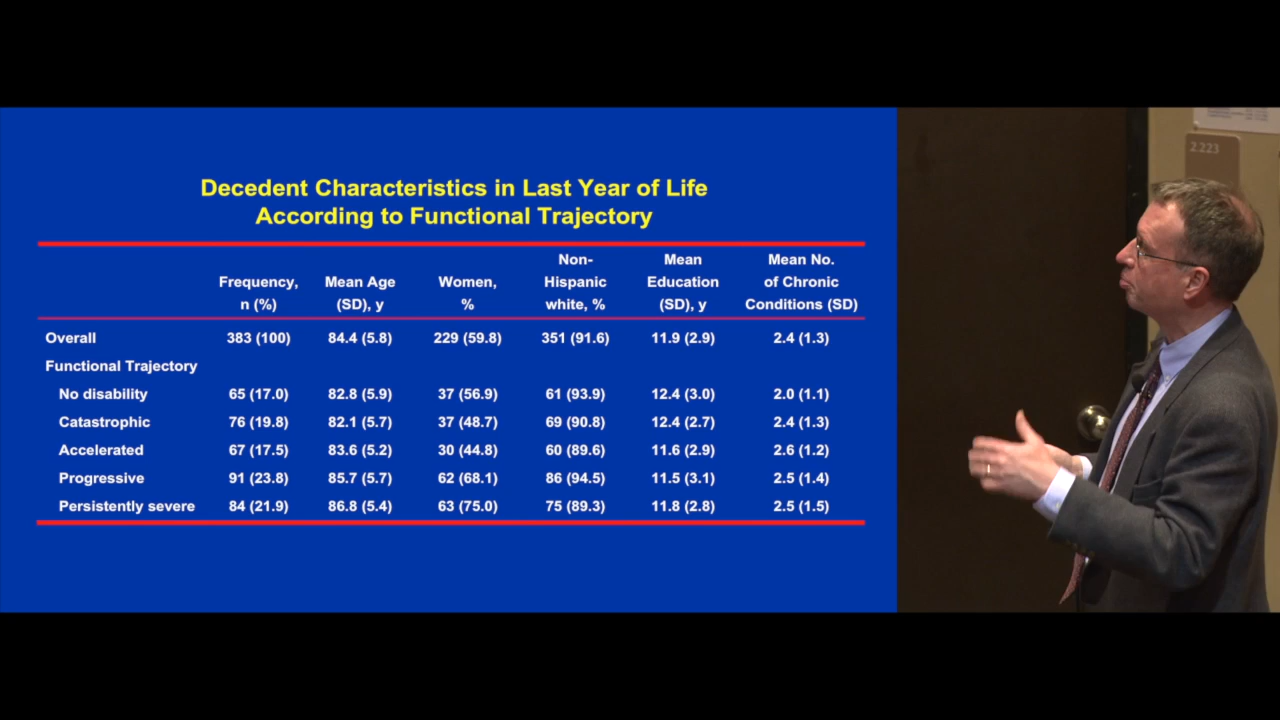 Decedent Characteristics in Last Year of Life
According to Functional Trajectory
Frequency, n (%) Mean Age (SD), y Women, % Non-Hispanic white, % Mean Education (SD), y Mean No. of Chronic Conditions (SD)
Overall 383 (100) 84.4 (5.8) 229 (59.8) 351 (91.6) 11.9 (2.9) 2.4 (1.3)
Functional Trajectory
No disability 65 (17.0) 82.8 (5.9) 37 (56.9) 61 (93.9) 12.4 (3.0) 2.0 (1.1)
Catastrophic 76 (19.8) 82.1 (5.7) 37 (48.7) 69 (90.8) 12.4 (2.7) 2.4 (1.3)
Accelerated 67 (17.5) 83.6 (5.2) 30 (44.8) 60 (89.6) 11.6 (2.9) 2.6 (1.2)
Progressive 91 (23.8) 85.7 (5.7) 62 (68.1) 86 (94.5) 11.5 (3.1) 2.5 (1.4)
Persistently severe 84 (21.9) 86.8 (5.4) 63 (75.0) 75 (89.3) 11.8 (2.8) 2.5 (1.5)
2.223